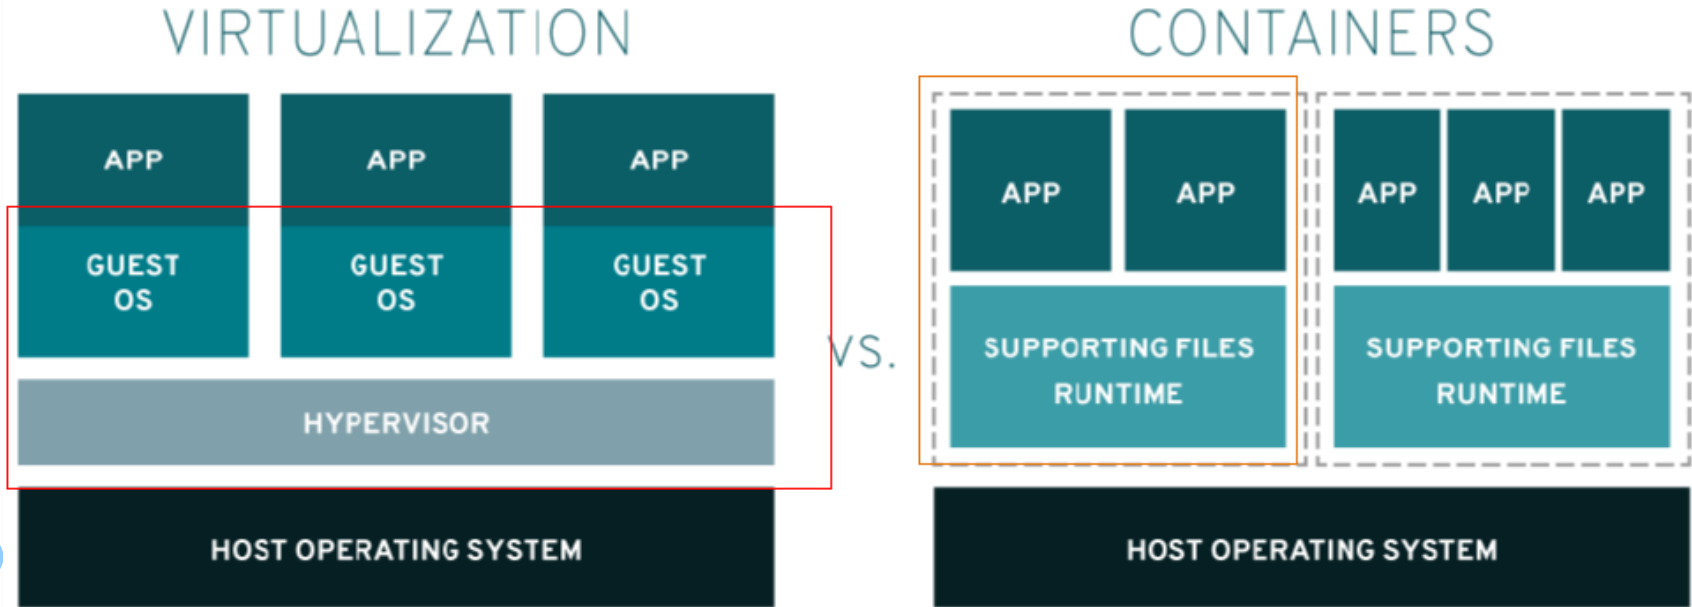 VIRTUALIZATION
APP
APP
APP
GUEST
OS
GUEST
OS
GUEST
OS
HYPERVISOR
HOST OPERATING SYSTEM
VS.
CONTAINERS
APP
APP
SUPPORTING FILES
RUNTIME
APP
APP
APP
SUPPORTING FILES
RUNTIME
HOST OPERATING SYSTEM